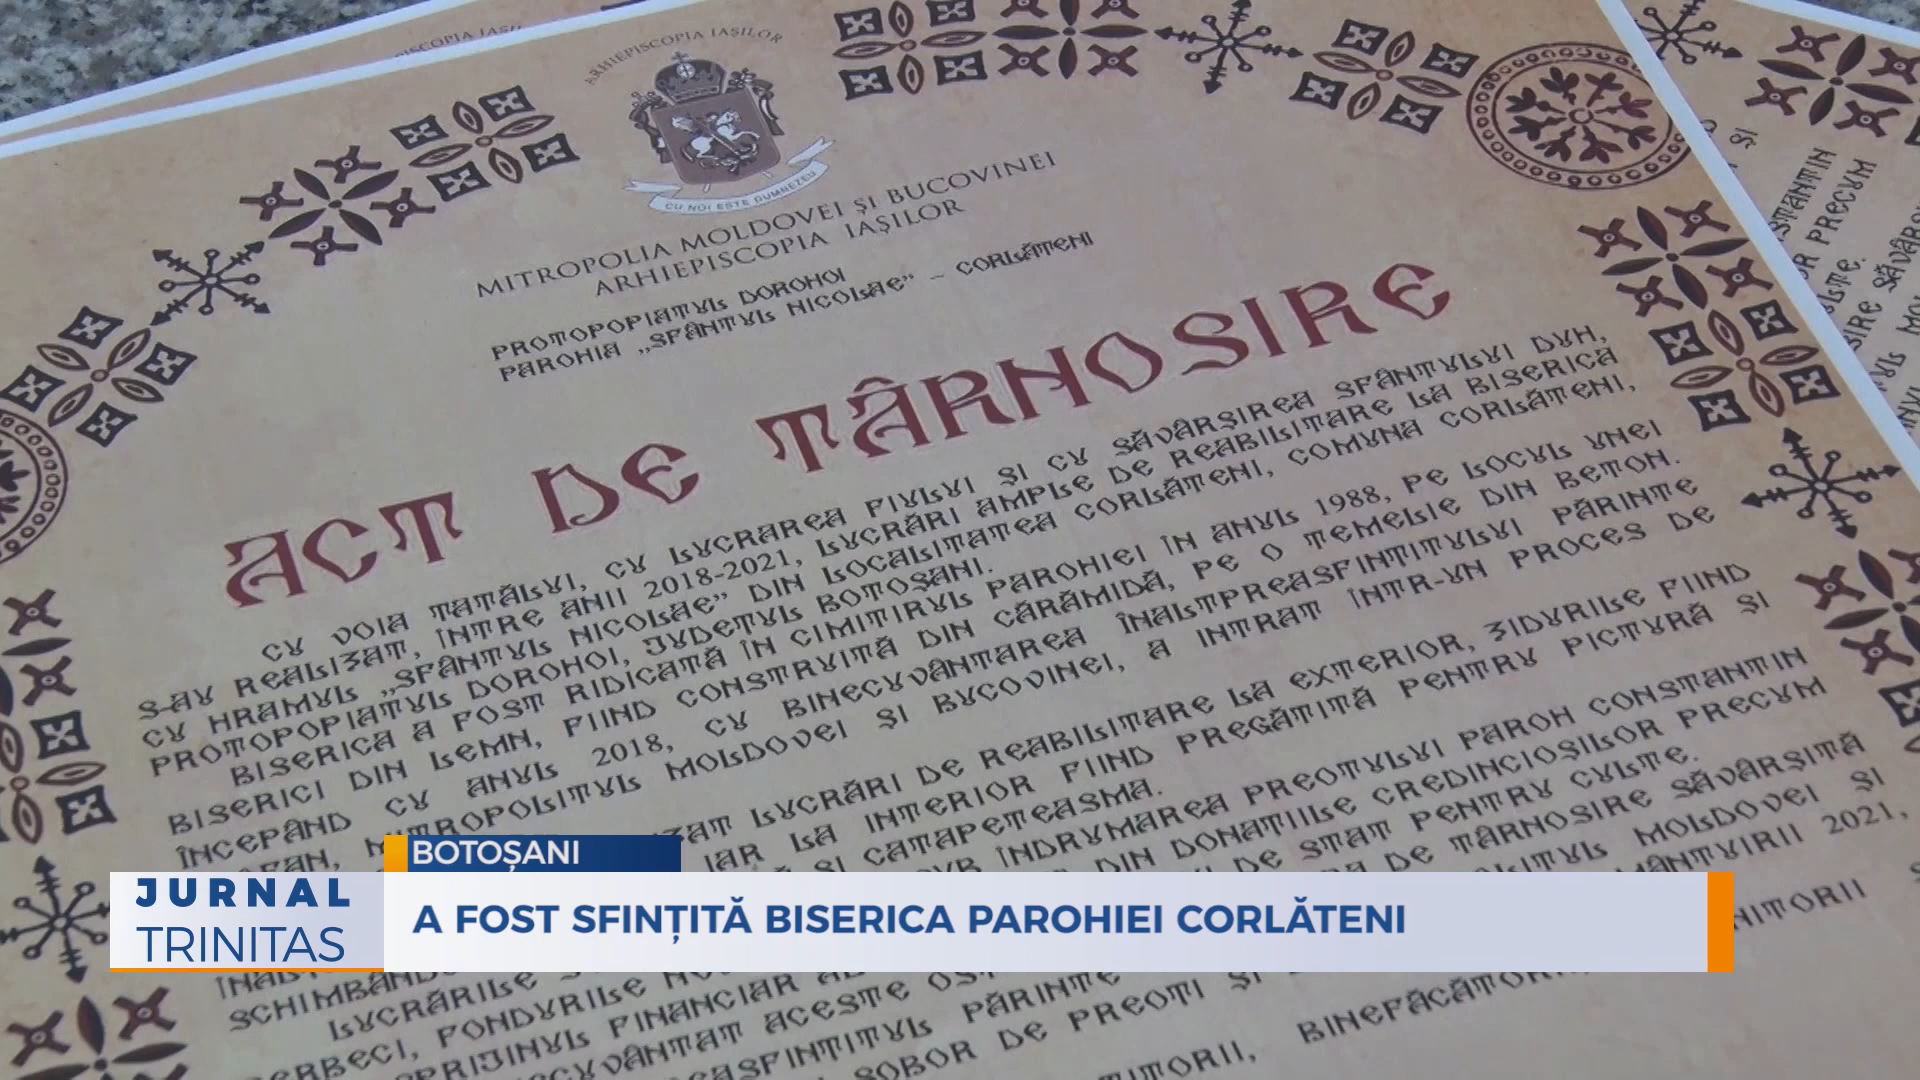 ARHIEPISCOPIA IAȘILOR
CU NOI ESTE DUMNEZEU
MITROPOLIA MOLDOVEI ȘI BUCOVINEI
ARHIEPISCOPIA IAȘILOR
PROTOPOPIATUL DOROHOI
PAROHIA „SFÂNTUL NICOLAE” – CORLĂTENI
ACT DE TÂRNOSIRE
CU VOIA TATĂLUI, CU LUCRAREA FIULUI ȘI CU SĂVÂRȘIREA SFÂNTULUI DUH,
S-AU REALIZAT, ÎNTRE ANII 2018-2021, LUCRĂRI AMPLE DE REABILITARE LA BISERICA
CU HRAMUL „SFÂNTUL NICOLAE” DIN LOCALITATEA CORLĂTENI, COMUNA CORLĂTENI,
PROTOPOPIATUL DOROHOI, JUDEȚUL BOTOȘANI.
BISERICA A FOST RIDICATĂ ÎN CIMITIRUL PAROHIEI ÎN ANUL 1988, PE LOCUL UNEI
BISERICI DIN LEMN, FIIND CONSTRUITĂ DIN CĂRĂMIDĂ, PE O TEMELIE DIN BETON.
ÎNCEPÂND CU ANUL 2018, CU BINECUVÂNTAREA ÎNALTPREASFINȚITULUI PĂRINTE
MITROPOLITUL MOLDOVEI ȘI BUCOVINEI, A INTRAT ÎNTR-UN PROCES DE
LUCRĂRI DE REABILITARE LA EXTERIOR, ZIDURILE FIIND
IAR LA INTERIOR FIIND PREGĂTITĂ PENTRU PICTURĂ ȘI
ȘI CATAPETEASMA.
ÎNDRUMAREA PREOTULUI PAROH CONSTANTIN
DIN DONAȚIILE CREDINCIOȘILOR PRECUM
DE STAT PENTRU CULTE.
DE TÂRNOSIRE SĂVÂRȘITĂ
MOLDOVEI ȘI
2021,
SCHIMBÂND
LUCRĂRILE
FONDURILE
FINANCIAR
ACESTE
PĂRINTE
SOBOR DE PREOȚI ȘI
BOTOȘANI
JURNAL
TRINITAS
A FOST SFINȚITĂ BISERICA PAROHIEI CORLĂTENI